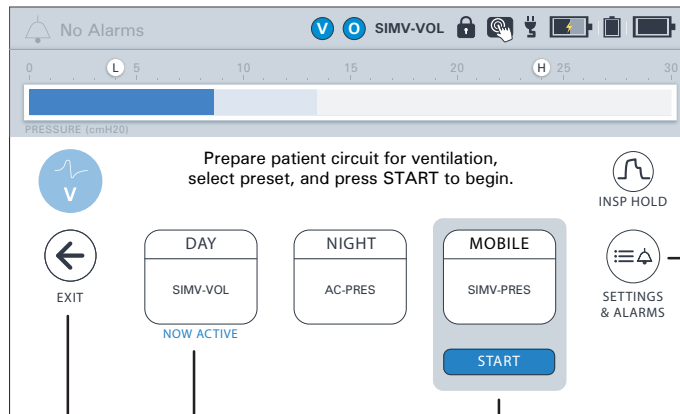 No Alarms
V O SIMV-VOL
0 L 5 10 15 20 H 25 30
PRESSURE (cmH20)
Prepare patient circuit for ventilation,
select preset, and press START to begin.
V
INSP HOLD
DAY NIGHT MOBILE
SIMV-VOL AC-PRES SIMV-PRES
EXIT
SETTINGS
& ALARMS
NOW ACTIVE
START